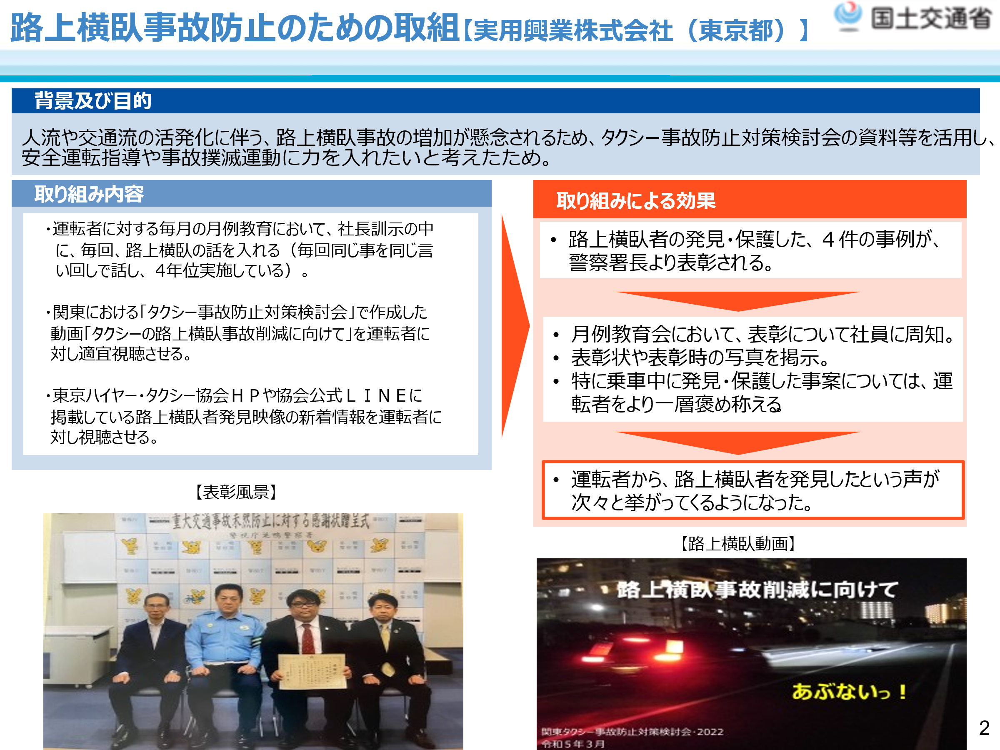 路上横臥事故防止のための取組【実用興業株式会社（東京都）】
国土交通省
背景及び目的
人流や交通流の活発化に伴う、路上横臥事故の増加が懸念されるため、タクシー事故防止対策検討会の資料等を活用し、
安全運転指導や事故撲滅運動に力を入れたいと考えたため。
取り組み内容
・運転者に対する毎月の月例教育において、社長訓示の中
に、毎回、路上横臥の話を入れる（毎回同じ事を同じ言
い回しで話し、4年位実施している）。
・関東における「タクシー事故防止対策検討会」で作成した
動画「タクシーの路上横臥事故削減に向けて」を運転者に
対し適宜視聴させる。
・東京ハイヤー・タクシー協会ＨＰや協会公式ＬＩＮＥに
掲載している路上横臥者発見映像の新着情報を運転者に
対し視聴させる。
取り組みによる効果
• 路上横臥者の発見・保護した、４件の事例が、
警察署長より表彰される。
• 月例教育会において、表彰について社員に周知。
• 表彰状や表彰時の写真を掲示。
• 特に乗車中に発見・保護した事案については、運
転者をより一層褒め称える。
• 運転者から、路上横臥者を発見したという声が
次々と挙がってくるようになった。
【表彰風景】
重大交通事故未然防止に対する感謝状贈呈式
警視庁巣鴨警察署
【路上横臥動画】
路上横臥事故削減に向けて
あぶないっ！
関東タクシー事故防止対策検討会・2022
令和５年３月
2